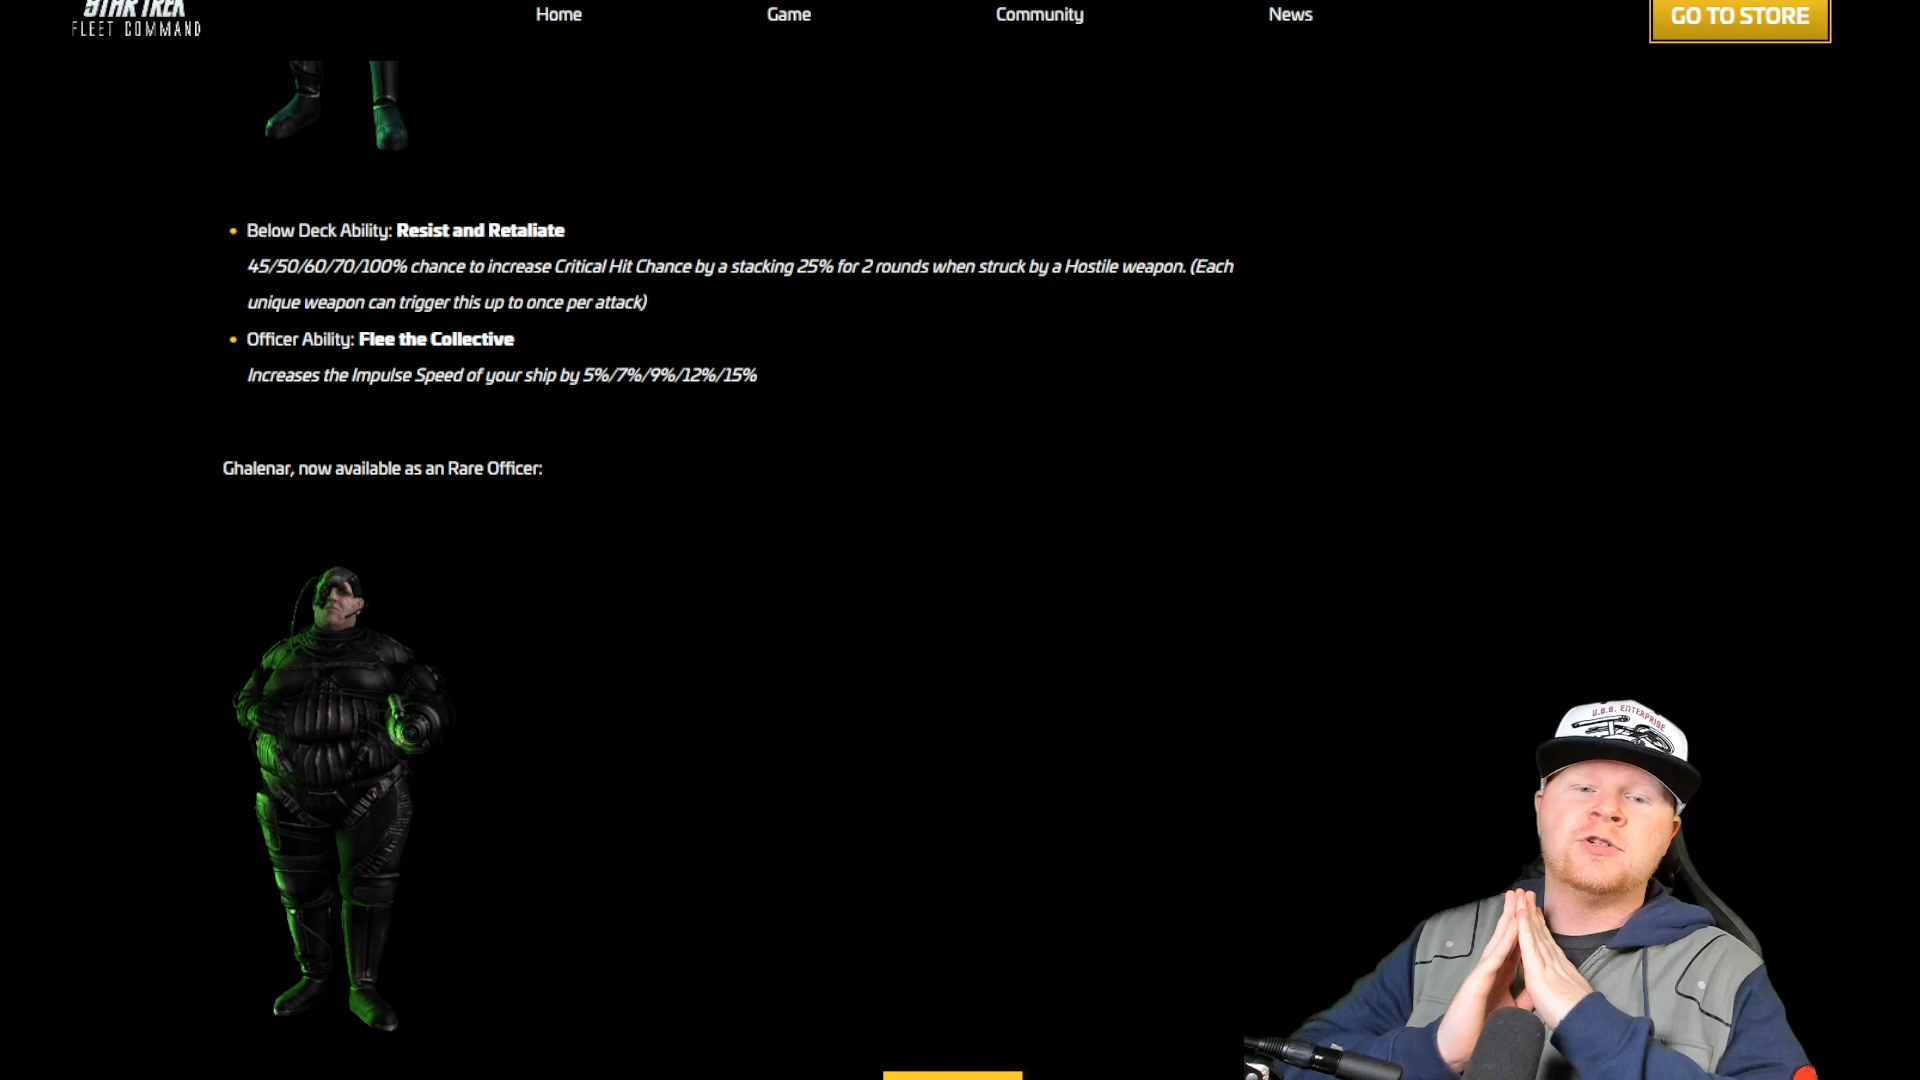 STAR TREK
FLEET COMMAND
Home
Game
Community
News
GO TO STORE
• Below Deck Ability: Resist and Retaliate
45/50/60/70/100% chance to increase Critical Hit Chance by a stacking 25% for 2 rounds when struck by a Hostile weapon. (Each
unique weapon can trigger this up to once per attack)
• Officer Ability: Flee the Collective
Increases the Impulse Speed of your ship by 5%/7%/9%/12%/15%
Ghalenar, now available as an Rare Officer:
U.S.S. ENTERPRISE